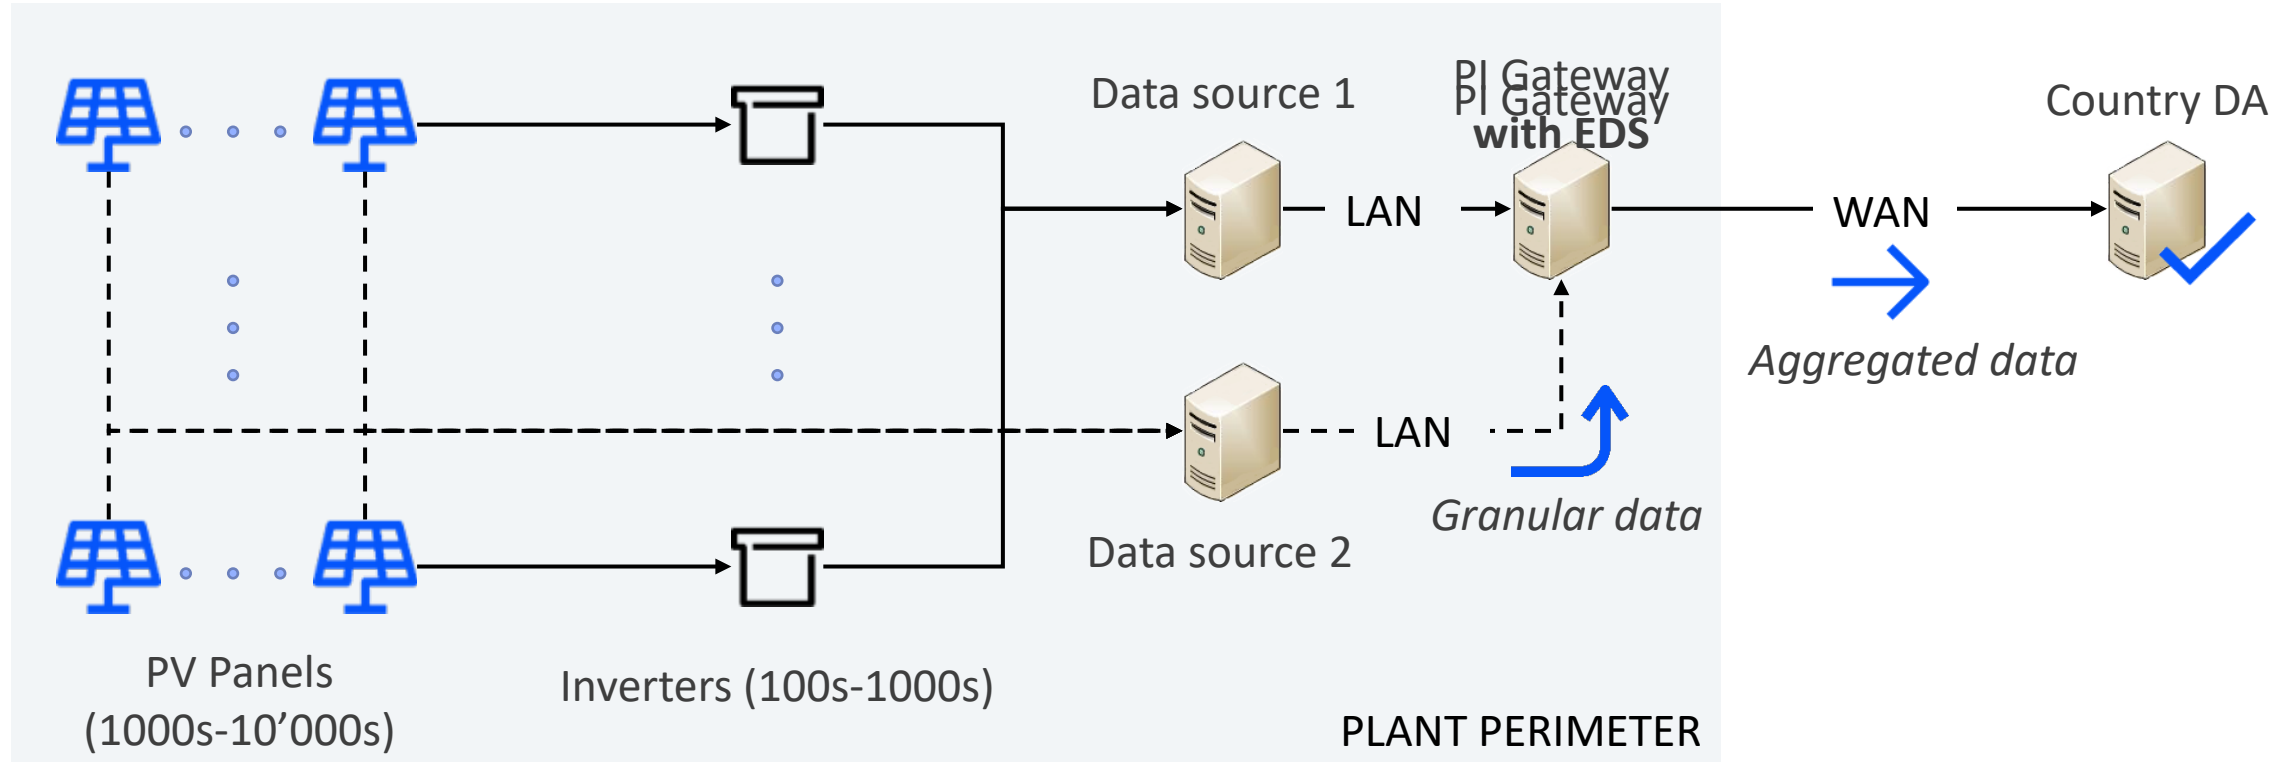 Data source 1
PI Gateway
PI Gateway
with EDS
Country DA
LAN
WAN
Aggregated data
LAN
Granular data
Data source 2
PV Panels
(1000s-10’000s)
Inverters (100s-1000s)
PLANT PERIMETER